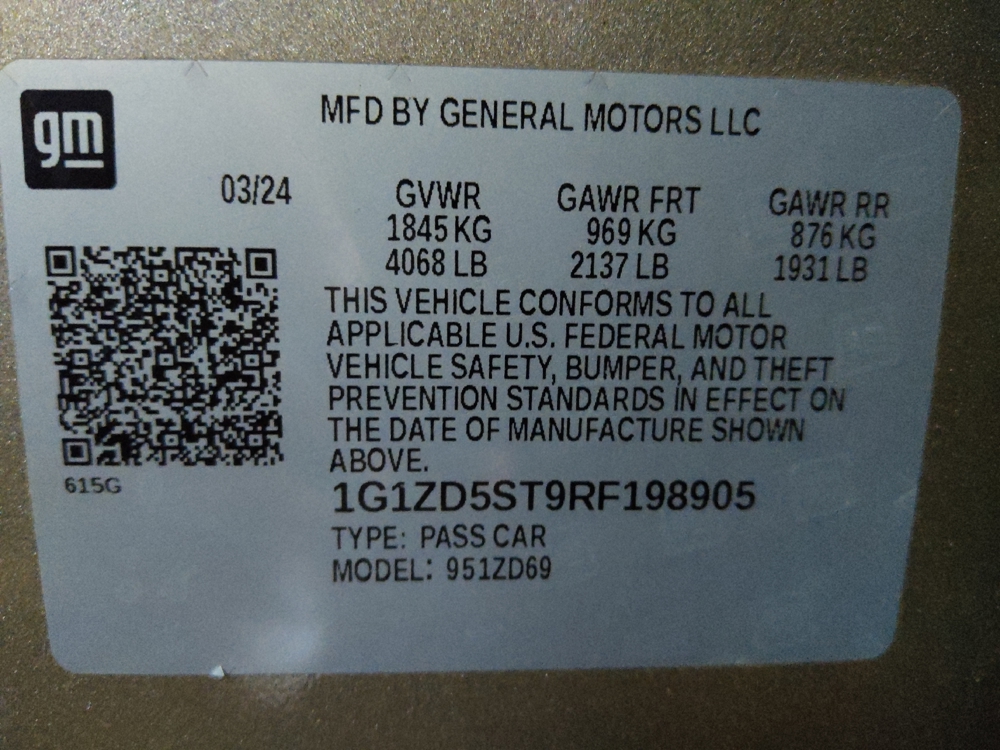 gm
MFD BY GENERAL MOTORS LLC
03/24 GVWR GAWR FRT GAWR RR
1845 KG 969 KG 876 KG
4068 LB 2137 LB 1931 LB
THIS VEHICLE CONFORMS TO ALL
APPLICABLE U.S. FEDERAL MOTOR
VEHICLE SAFETY, BUMPER, AND THEFT
PREVENTION STANDARDS IN EFFECT ON
THE DATE OF MANUFACTURE SHOWN
ABOVE.
615G
1G1ZD5ST9RF198905
TYPE: PASS CAR
MODEL: 951ZD69